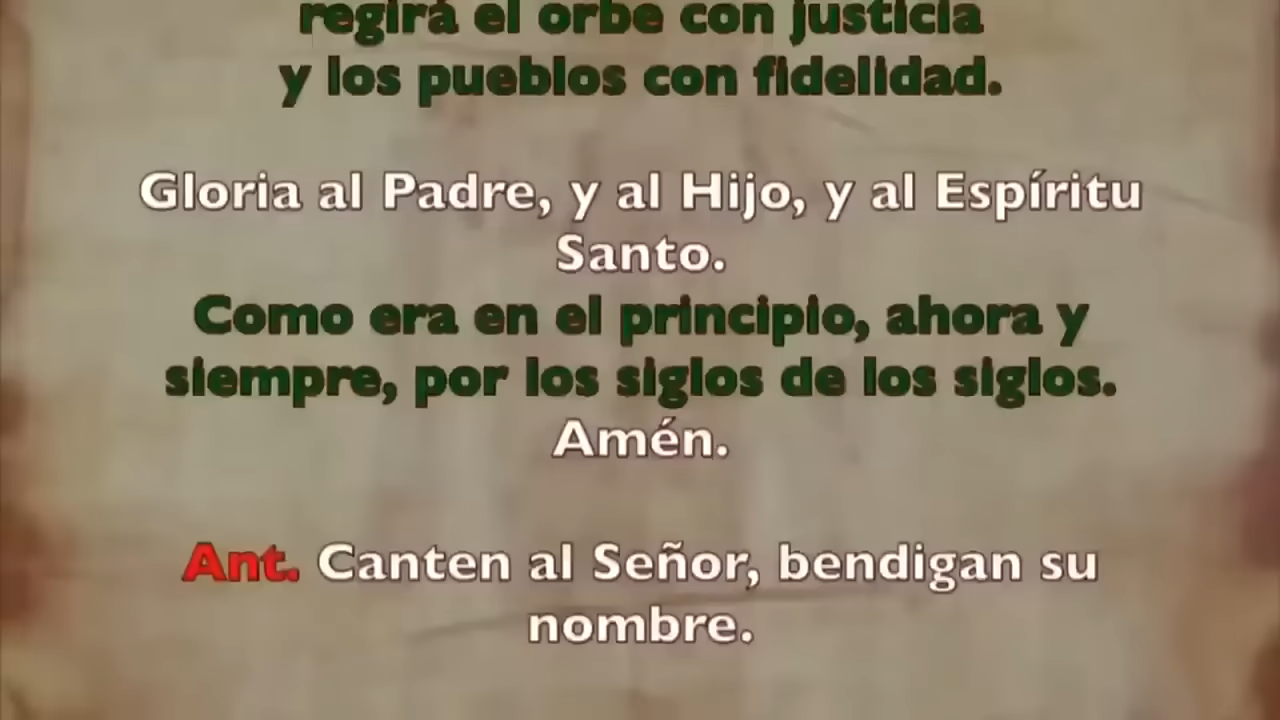 regirá el orbe con justicia
y los pueblos con fidelidad.
Gloria al Padre, y al Hijo, y al Espíritu
Santo.
Como era en el principio, ahora y
siempre, por los siglos de los siglos.
Amén.
Ant. Canten al Señor, bendigan su
nombre.